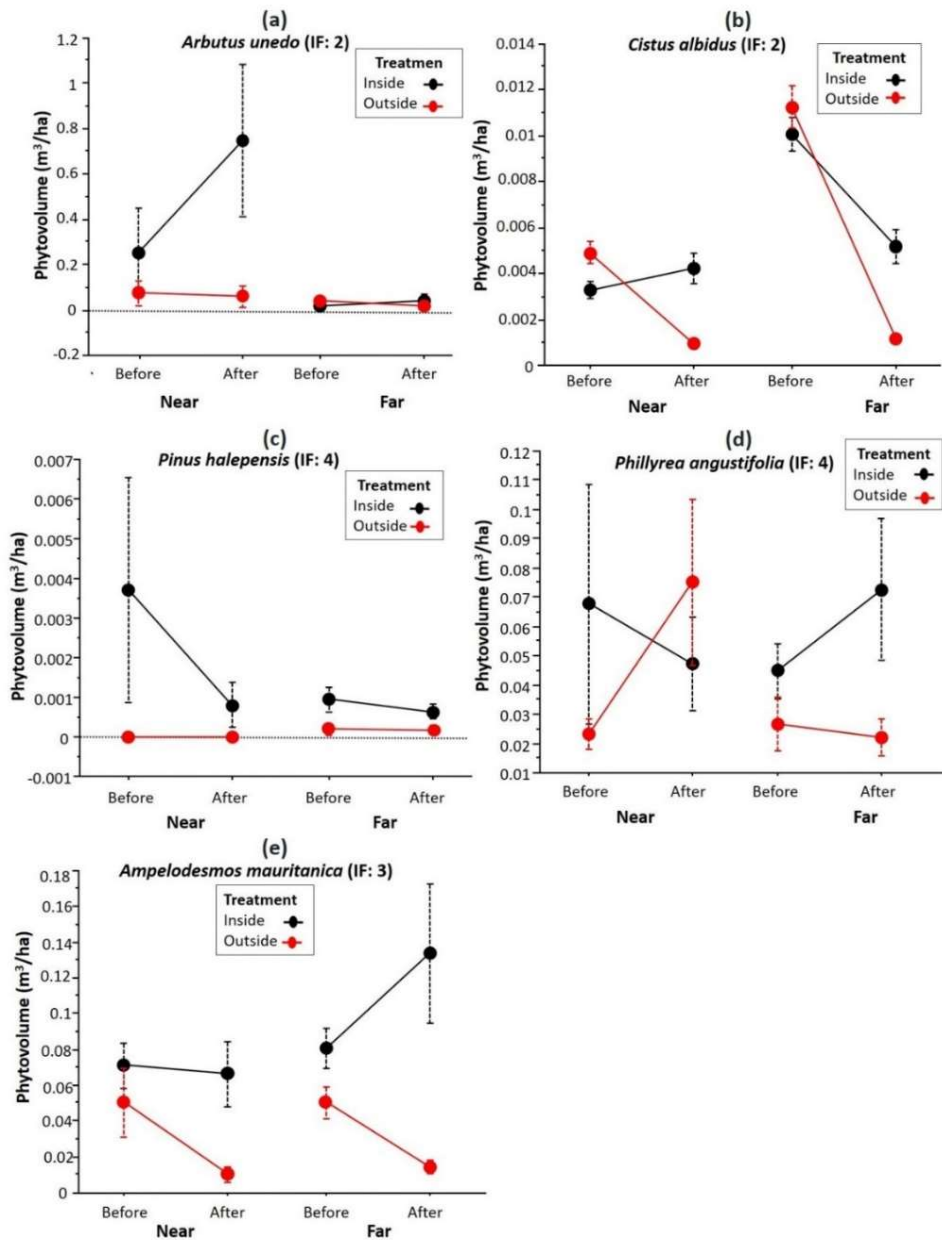 (a)
Arbutus unedo (IF: 2)
Treatmen
Inside
Outside
Phytovolume (m³/ha)
1.2
1
0.8
0.6
0.4
0.2
0
-0.2
Before After Before After
Near Far
(b)
Cistus albidus (IF: 2)
Treatment
Inside
Outside
Phytovolume (m³/ha)
0.014
0.012
0.010
0.008
0.006
0.004
0.002
0
Before After Before After
Near Far
(c)
Pinus halepensis (IF: 4)
Treatment
Inside
Outside
Phytovolume (m³/ha)
0.007
0.006
0.005
0.004
0.003
0.002
0.001
0
-0.001
Before After Before After
Near Far
(d)
Phillyrea angustifolia (IF: 4)
Treatment
Inside
Outside
Phytovolume (m³/ha)
0.12
0.11
0.1
0.09
0.08
0.07
0.06
0.05
0.04
0.03
0.02
0.01
Before After Before After
Near Far
(e)
Ampelodesmos mauritanica (IF: 3)
Treatment
Inside
Outside
Phytovolume (m³/ha)
0.18
0.16
0.14
0.12
0.1
0.08
0.06
0.04
0.02
0
Before After Before After
Near Far